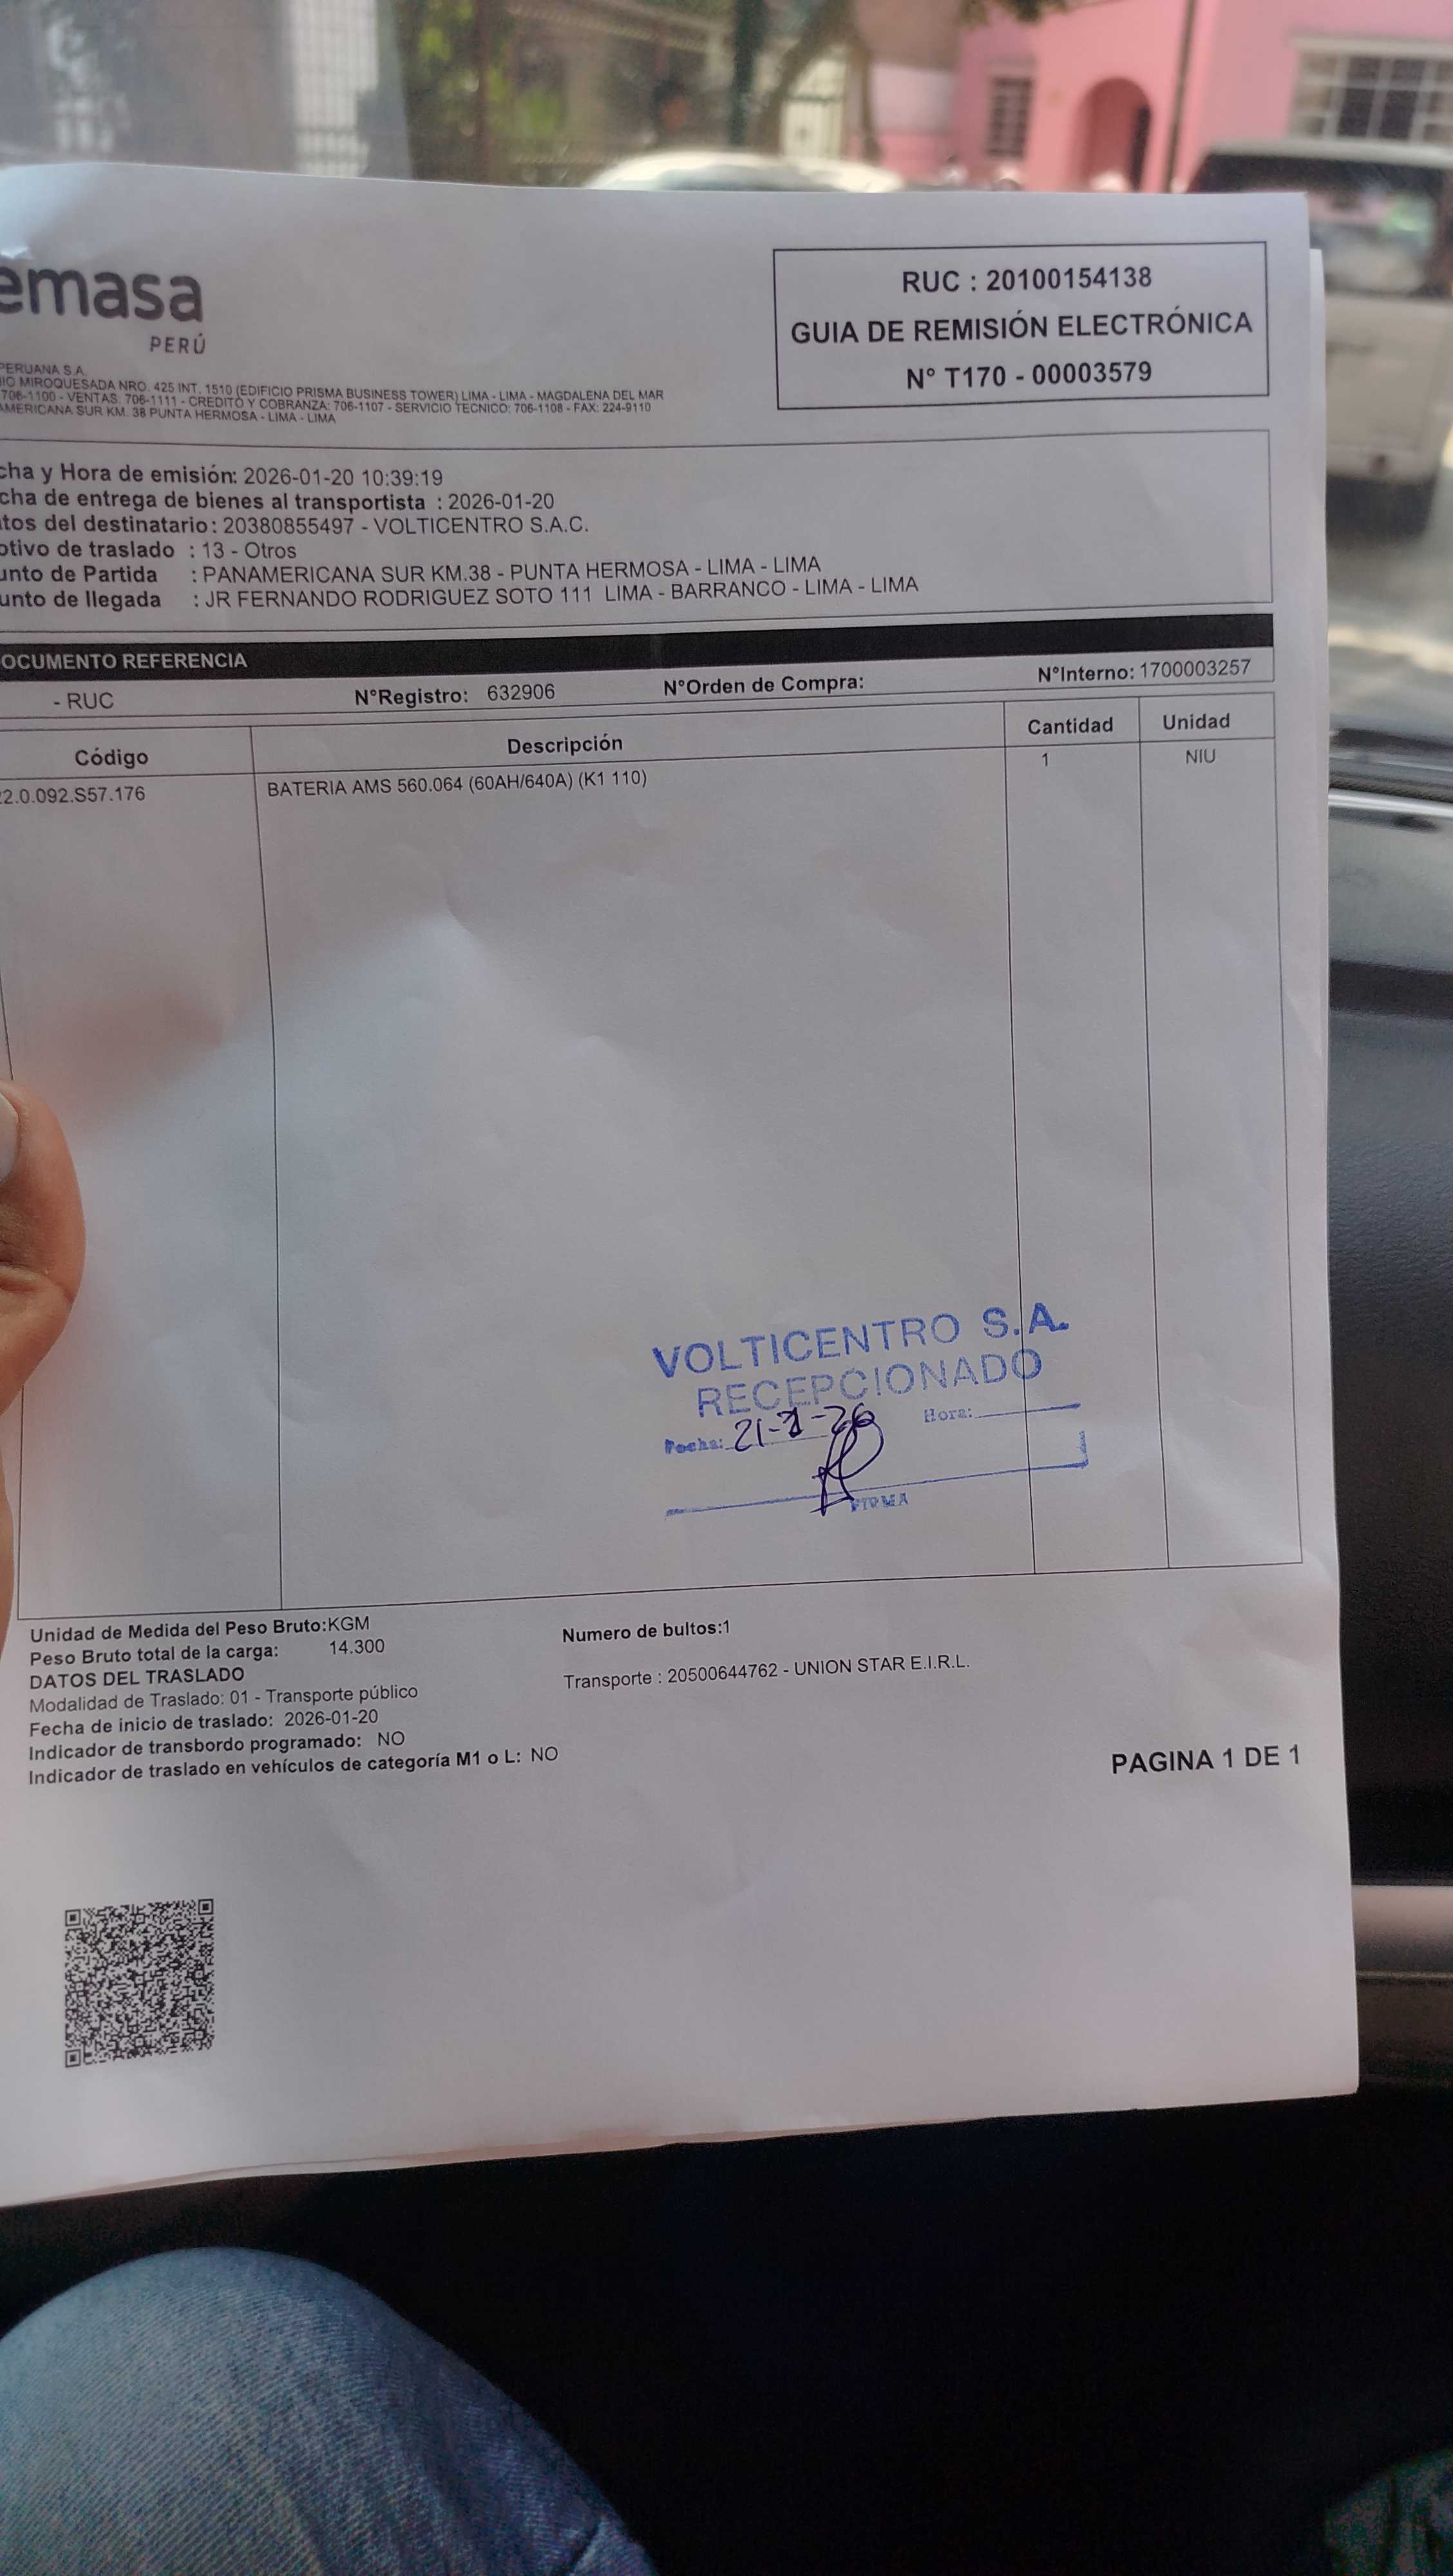 emasa
PERÚ
RUC : 20100154138
GUIA DE REMISIÓN ELECTRÓNICA
N° T170 - 00003579
PERUANA S.A.
IO MIROQUESADA NRO. 425 INT. 1510 (EDIFICIO PRISMA BUSINESS TOWER) LIMA - LIMA - MAGDALENA DEL MAR
706-1100 - VENTAS: 706-1111 - CREDITO Y COBRANZA: 706-1107 - SERVICIO TECNICO: 706-1108 - FAX: 224-9110
AMERICANA SUR KM. 38 PUNTA HERMOSA - LIMA - LIMA
cha y Hora de emisión: 2026-01-20 10:39:19
cha de entrega de bienes al transportista : 2026-01-20
tos del destinatario: 20380855497 - VOLTICENTRO S.A.C.
otivo de traslado : 13 - Otros
unto de Partida : PANAMERICANA SUR KM.38 - PUNTA HERMOSA - LIMA - LIMA
unto de llegada : JR FERNANDO RODRIGUEZ SOTO 111 LIMA - BARRANCO - LIMA - LIMA
OCUMENTO REFERENCIA
- RUC N°Registro: 632906 N°Orden de Compra: N°Interno: 1700003257
Código Descripción Cantidad Unidad
2.0.092.S57.176 BATERIA AMS 560.064 (60AH/640A) (K1 110) 1 NIU
VOLTICENTRO S.A.
RECEPCIONADO
Fecha: 21-1-26 Hora:
FIRMA
Unidad de Medida del Peso Bruto:KGM
Peso Bruto total de la carga: 14.300
Numero de bultos:1
DATOS DEL TRASLADO
Transporte : 20500644762 - UNION STAR E.I.R.L.
Modalidad de Traslado: 01 - Transporte público
Fecha de inicio de traslado: 2026-01-20
Indicador de transbordo programado: NO
Indicador de traslado en vehículos de categoría M1 o L: NO
PAGINA 1 DE 1